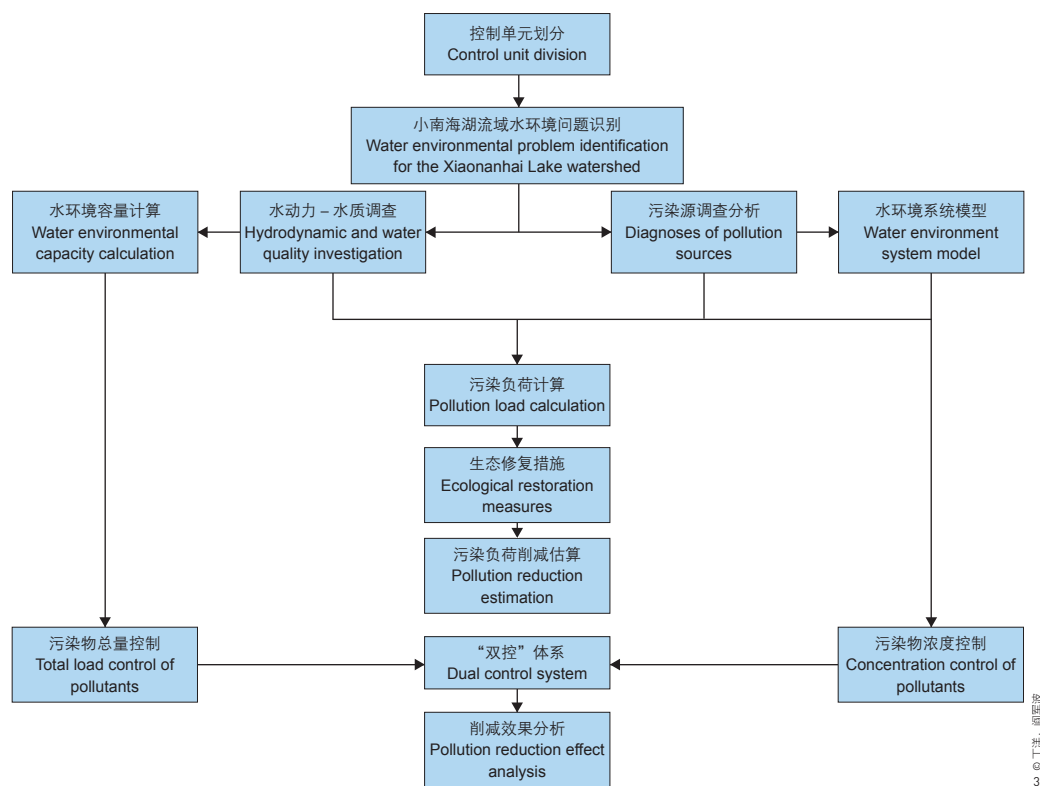 控制单元划分
Control unit division
小南海湖流域水环境问题识别
Water environmental problem identification
for the Xiaonanhai Lake watershed
水环境容量计算
Water environmental
capacity calculation
水动力 – 水质调查
Hydrodynamic and water
quality investigation
污染源调查分析
Diagnoses of pollution
sources
水环境系统模型
Water environment
system model
污染负荷计算
Pollution load calculation
生态修复措施
Ecological restoration
measures
污染负荷削减估算
Pollution reduction
estimation
污染物总量控制
Total load control of
pollutants
“双控”体系
Dual control system
污染物浓度控制
Concentration control of
pollutants
削减效果分析
Pollution reduction effect
analysis
3